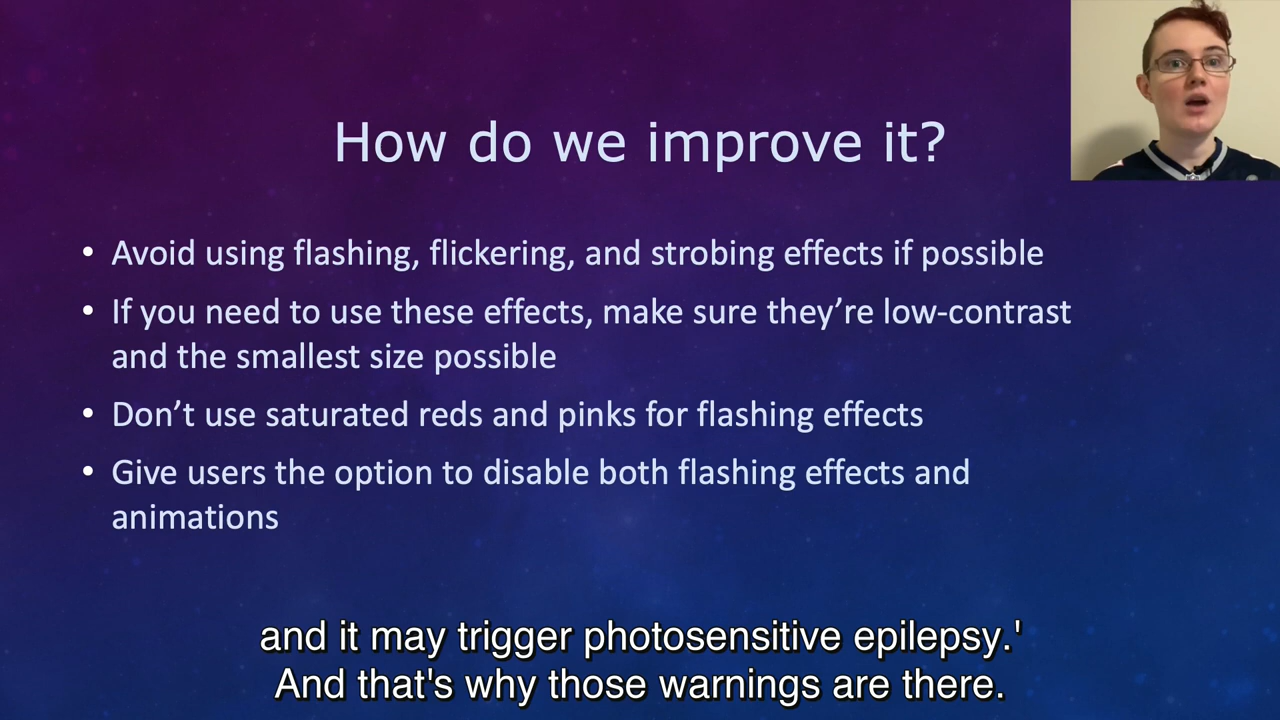 How do we improve it?
• Avoid using flashing, flickering, and strobing effects if possible
• If you need to use these effects, make sure they’re low-contrast
and the smallest size possible
• Don’t use saturated reds and pinks for flashing effects
• Give users the option to disable both flashing effects and
animations
and it may trigger photosensitive epilepsy.'
And that's why those warnings are there.